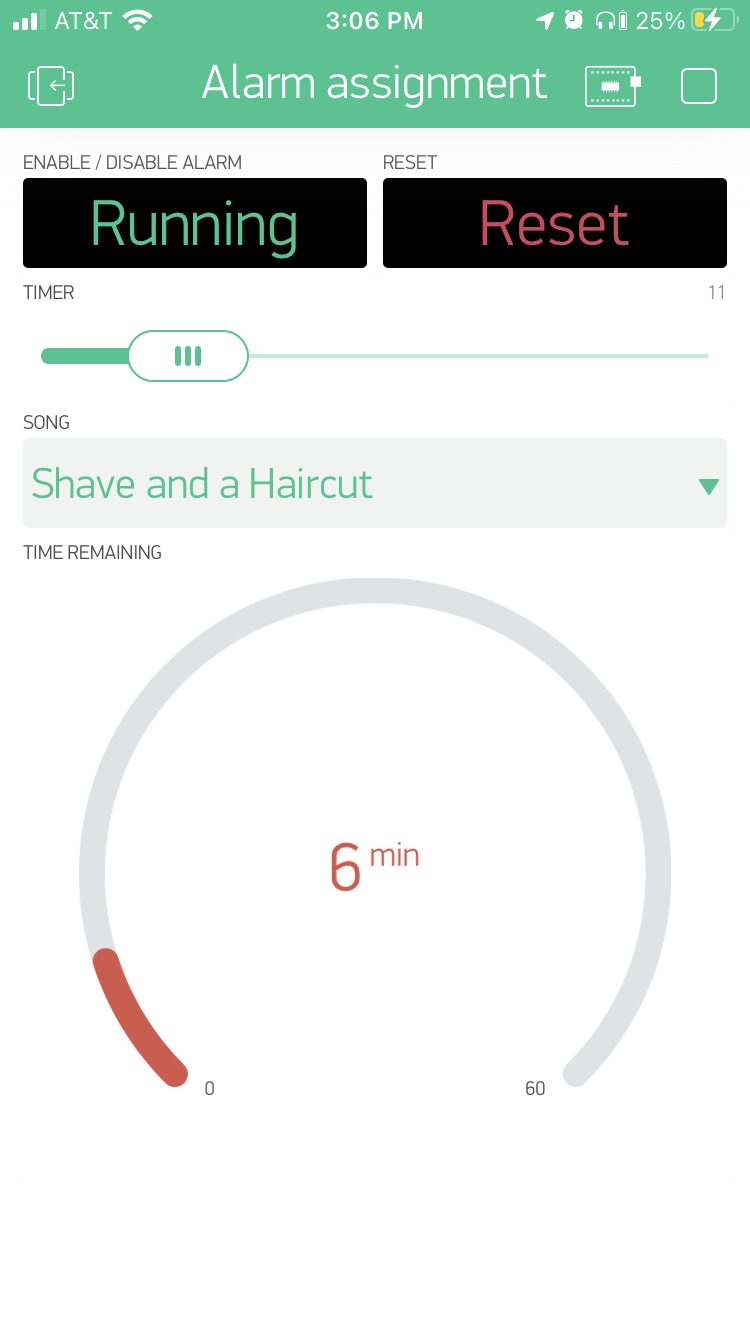 AT&T 3:06 PM 25%
Alarm assignment
ENABLE / DISABLE ALARM RESET
Running Reset
TIMER 11
SONG
Shave and a Haircut
TIME REMAINING
6 min
0 60